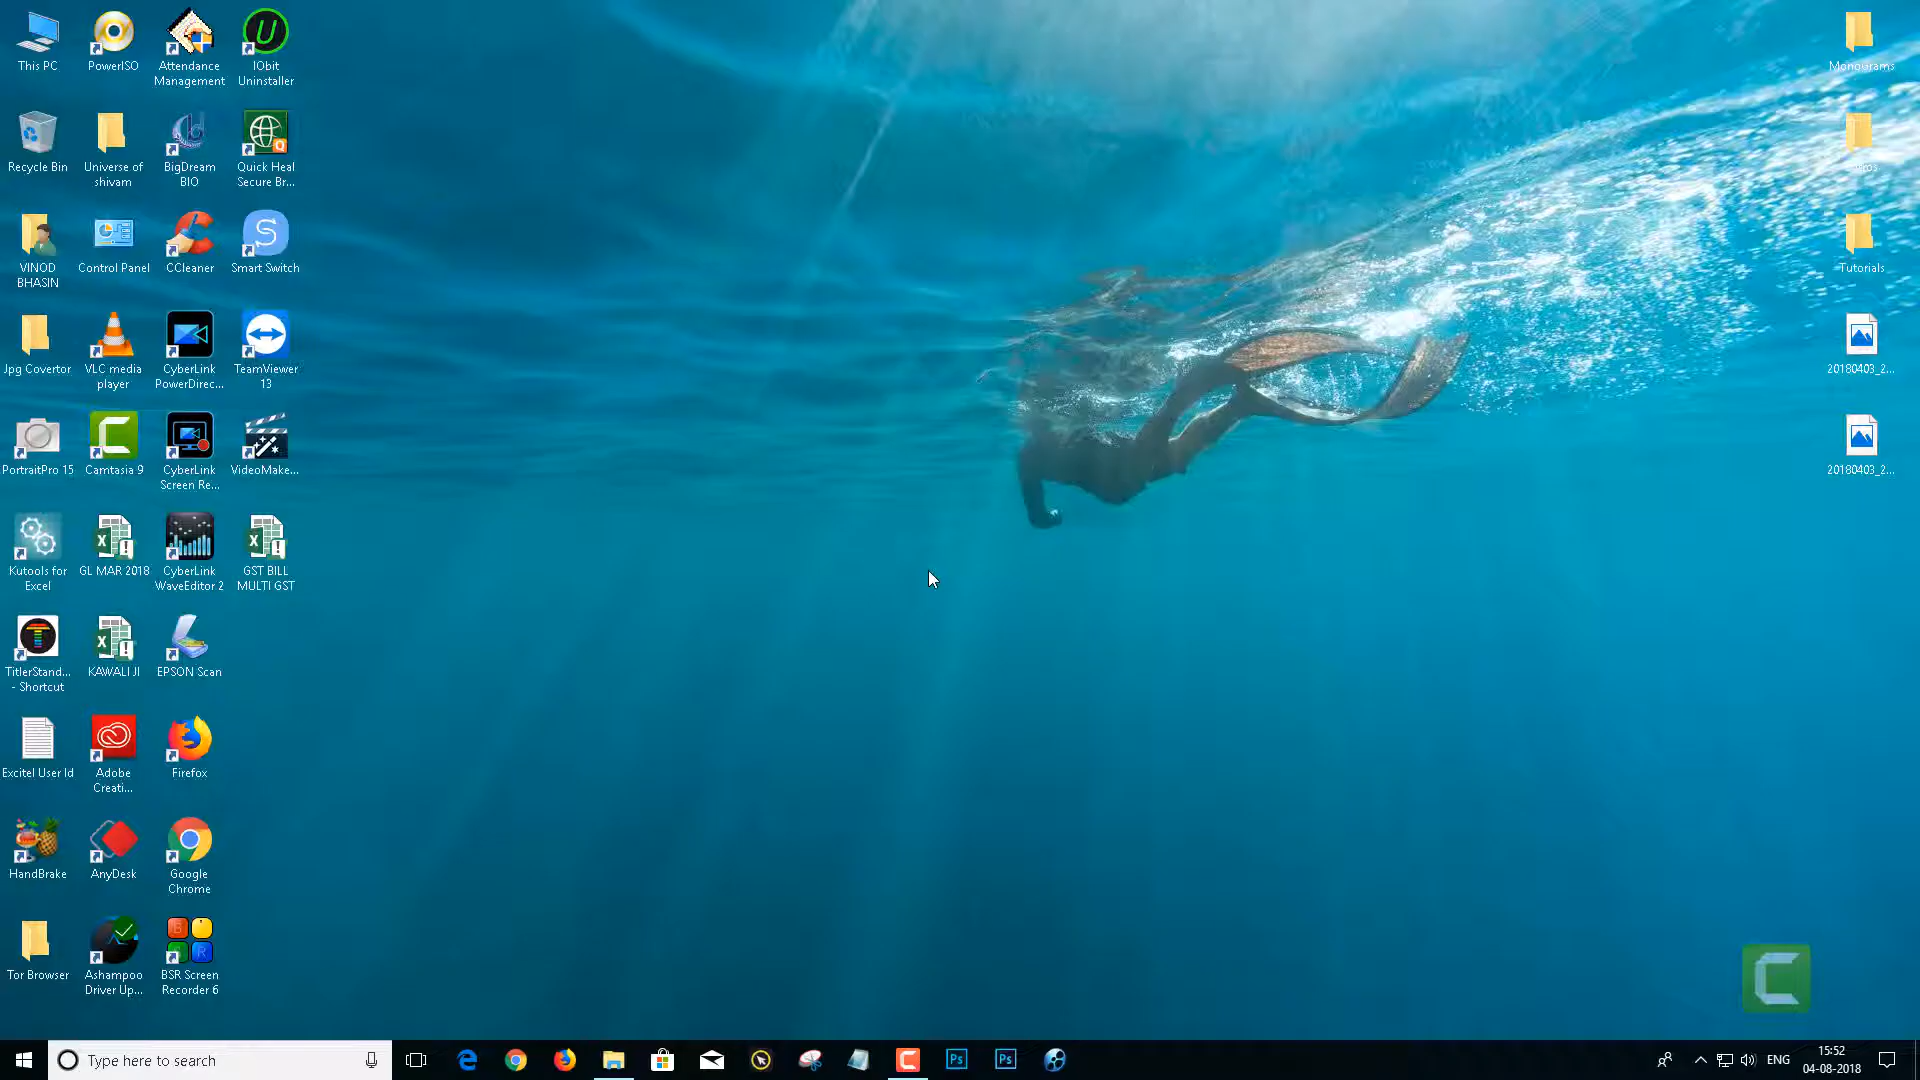 This PC
PowerISO
Attendance
Management
IObit
Uninstaller
Recycle Bin
Universe of
shivam
BigDream
BIO
Quick Heal
Secure Br...
VINOD
BHASIN
Control Panel
CCleaner
Smart Switch
Jpg Covertor
VLC media
player
CyberLink
PowerDirec...
TeamViewer
13
PortraitPro 15
Camtasia 9
CyberLink
Screen Re...
VideoMake...
Kutools for
Excel
GL MAR 2018
CyberLink
WaveEditor 2
GST BILL
MULTI GST
TitlerStand...
- Shortcut
KAWALI JI
EPSON Scan
Excitel User Id
Adobe
Creati...
Firefox
HandBrake
AnyDesk
Google
Chrome
Tor Browser
Ashampoo
Driver Up...
BSR Screen
Recorder 6
MonoGrams
Tutorials
20180403_2...
20180403_2...
Type here to search
Ps
Ps
ENG
15:52
04-08-2018